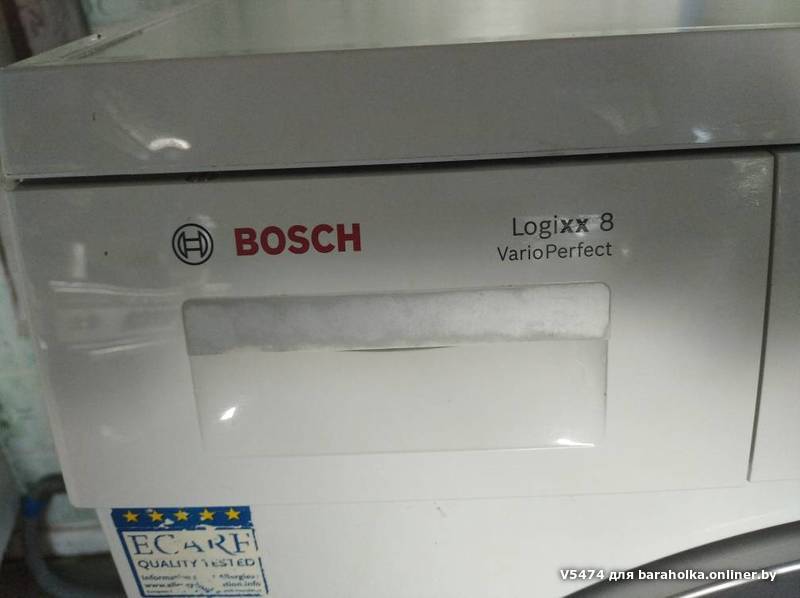 BOSCH
Logixx 8
VarioPerfect
ECARF
QUALITY TESTED
V5474 для baraholka.onliner.by